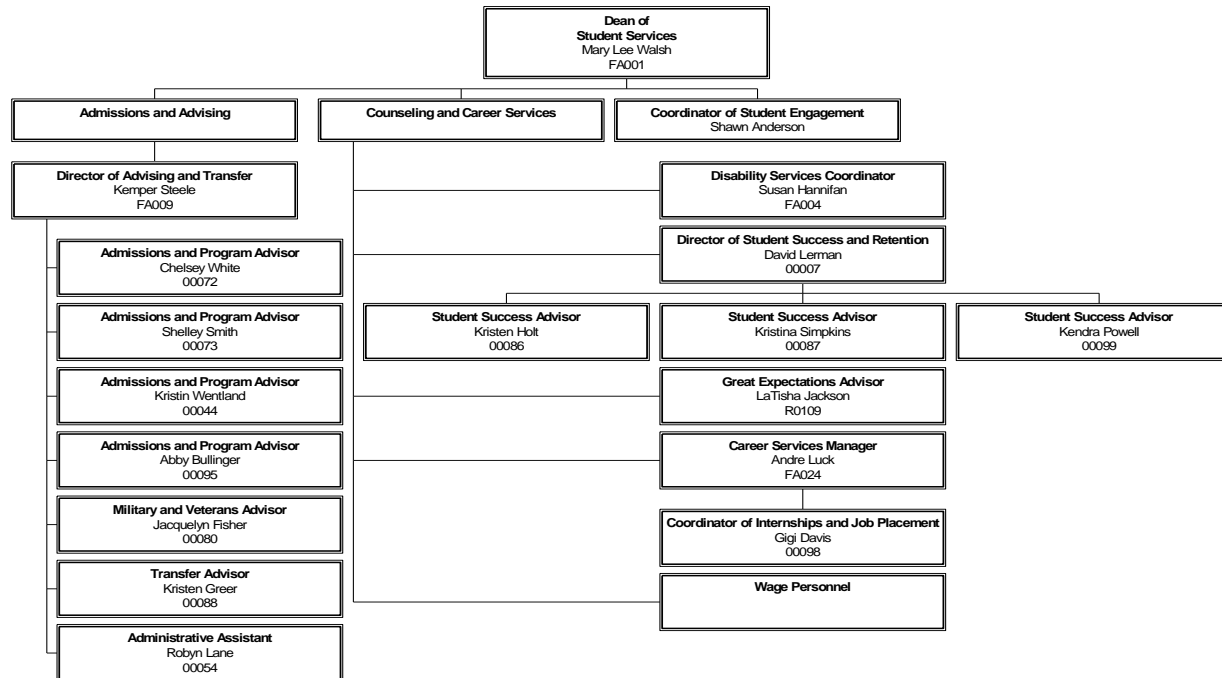 Dean of
Student Services
Mary Lee Walsh
FA001
Admissions and Advising
Counseling and Career Services
Coordinator of Student Engagement
Shawn Anderson
Director of Advising and Transfer
Kemper Steele
FA009
Disability Services Coordinator
Susan Hannifan
FA004
Admissions and Program Advisor
Chelsey White
00072
Director of Student Success and Retention
David Lerman
00007
Admissions and Program Advisor
Shelley Smith
00073
Student Success Advisor
Kristen Holt
00086
Student Success Advisor
Kristina Simpkins
00087
Student Success Advisor
Kendra Powell
00099
Admissions and Program Advisor
Kristin Wentland
00044
Great Expectations Advisor
LaTisha Jackson
R0109
Admissions and Program Advisor
Abby Bullinger
00095
Career Services Manager
Andre Luck
FA024
Military and Veterans Advisor
Jacquelyn Fisher
00080
Coordinator of Internships and Job Placement
Gigi Davis
00098
Transfer Advisor
Kristen Greer
00088
Wage Personnel
Administrative Assistant
Robyn Lane
00054